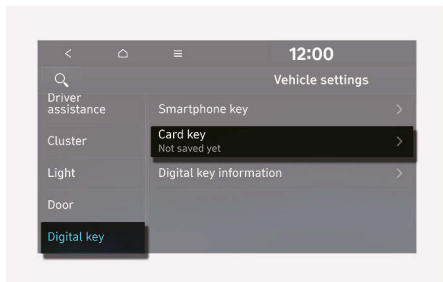 12:00
Vehicle settings
Driver
assistance
Cluster
Light
Door
Digital key
Smartphone key
Card key
Not saved yet
Digital key information